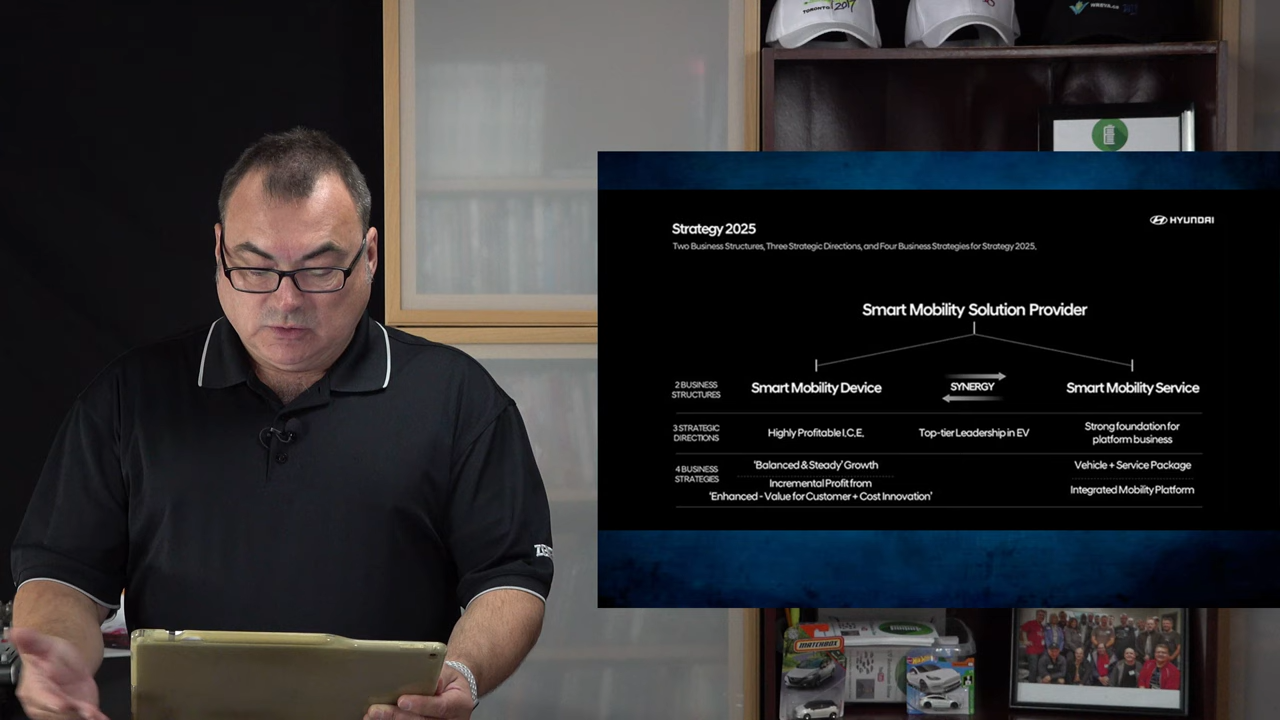 TORONTO 2017
HYUNDAI
Strategy 2025
Two Business Structures, Three Strategic Directions, and Four Business Strategies for Strategy 2025.
Smart Mobility Solution Provider
2 BUSINESS
STRUCTURES
Smart Mobility Device
SYNERGY
Smart Mobility Service
3 STRATEGIC
DIRECTIONS
Highly Profitable I.C.E,
Top-tier Leadership in EV
Strong foundation for
platform business
4 BUSINESS
STRATEGIES
'Balanced & Steady' Growth
Incremental Profit from
'Enhanced - Value for Customer + Cost Innovation'
Vehicle + Service Package
Integrated Mobility Platform
MATCHBOX